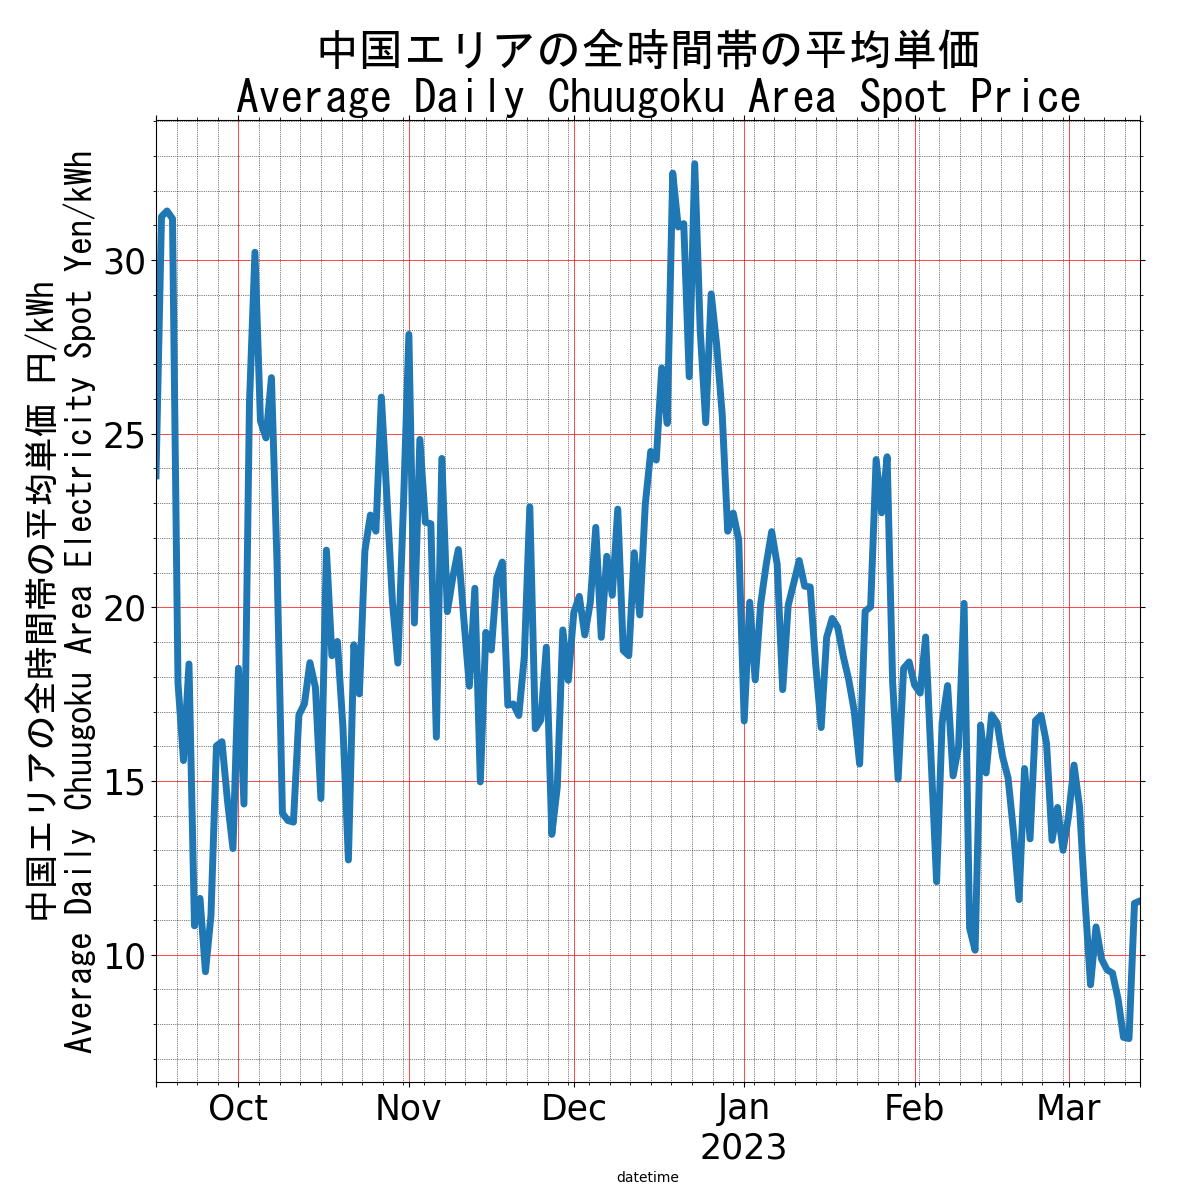 中国エリアの全時間帯の平均単価
Average Daily Chuugoku Area Spot Price
中国エリアの全時間帯の平均単価 円/kWh
Average Daily Chuugoku Area Electricity Spot Yen/kWh
30
25
20
15
10
Oct Nov Dec Jan Feb Mar
2023
datetime